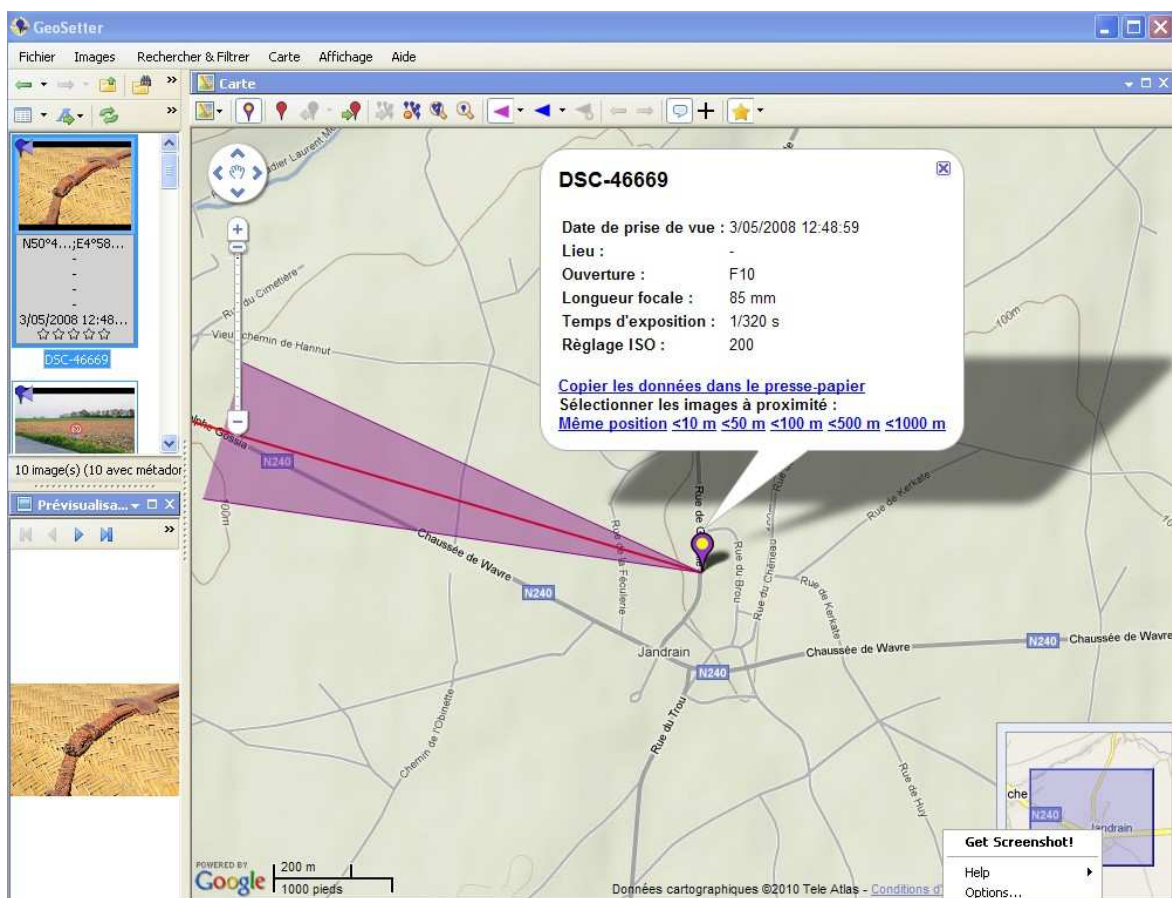 GeoSetter
Fichier Images Rechercher & Filtrer Carte Affichage Aide
Carte
N50°4...;E4°58...
-
-
-
-
3/05/2008 12:48...
DSC-46669
10 image(s) (10 avec métador
Prévisualisa...
DSC-46669
Date de prise de vue : 3/05/2008 12:48:59
Lieu : -
Ouverture : F10
Longueur focale : 85 mm
Temps d'exposition : 1/320 s
Règlage ISO : 200
Copier les données dans le presse-papier
Sélectionner les images à proximité :
Même position <10 m <50 m <100 m <500 m <1000 m
adier Laurent
du Cimetière
Vieux chemin de Hannut
100m
Gossia
N240
100m
Chaussée de Wavre
N240
Rue de la Féculerie
Rue du Brou
Rue du Chêneau
Rue de Kerkate
Rue de Kerkate
Jandrain
N240
Chaussée de Wavre
N240
Chaussée de Wavre
Rue du Trou
Chemin de l'Obinette
Rue de Huy
che
N240
Jandrain
Get Screenshot!
Help
Options...
POWERED BY
Google
200 m
1000 pieds
Données cartographiques ©2010 Tele Atlas - Conditions d'